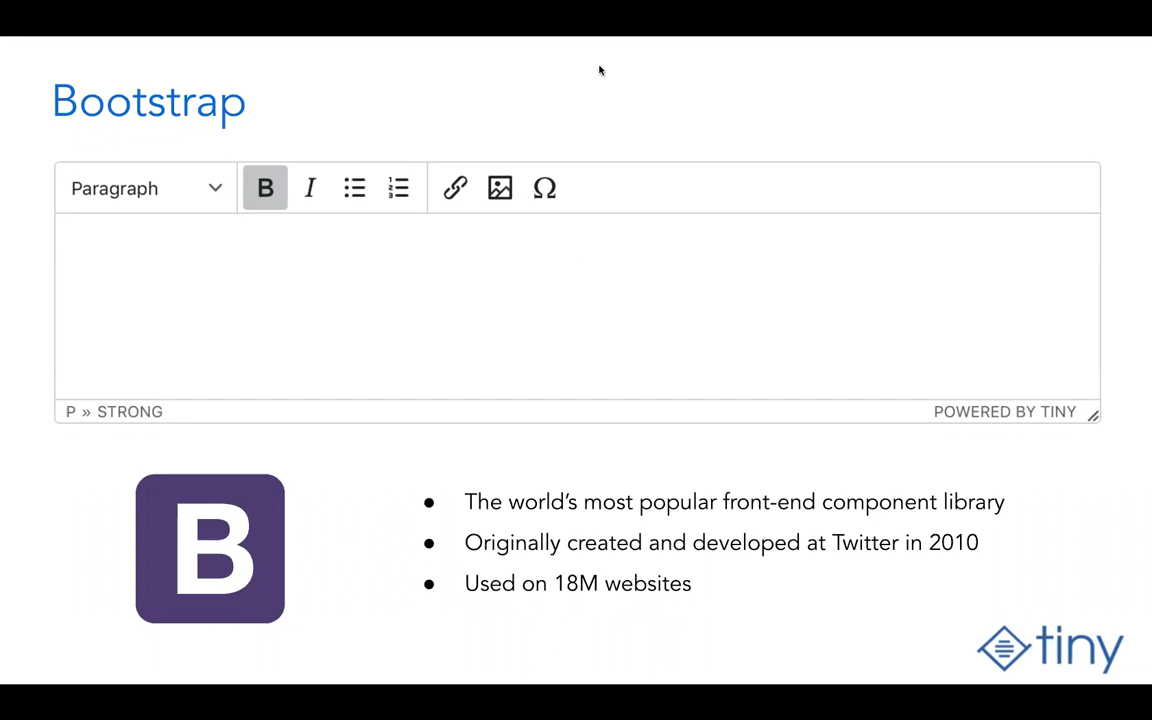 Bootstrap
Paragraph B I Ω
P » STRONG POWERED BY TINY
B
● The world’s most popular front-end component library
● Originally created and developed at Twitter in 2010
● Used on 18M websites
tiny